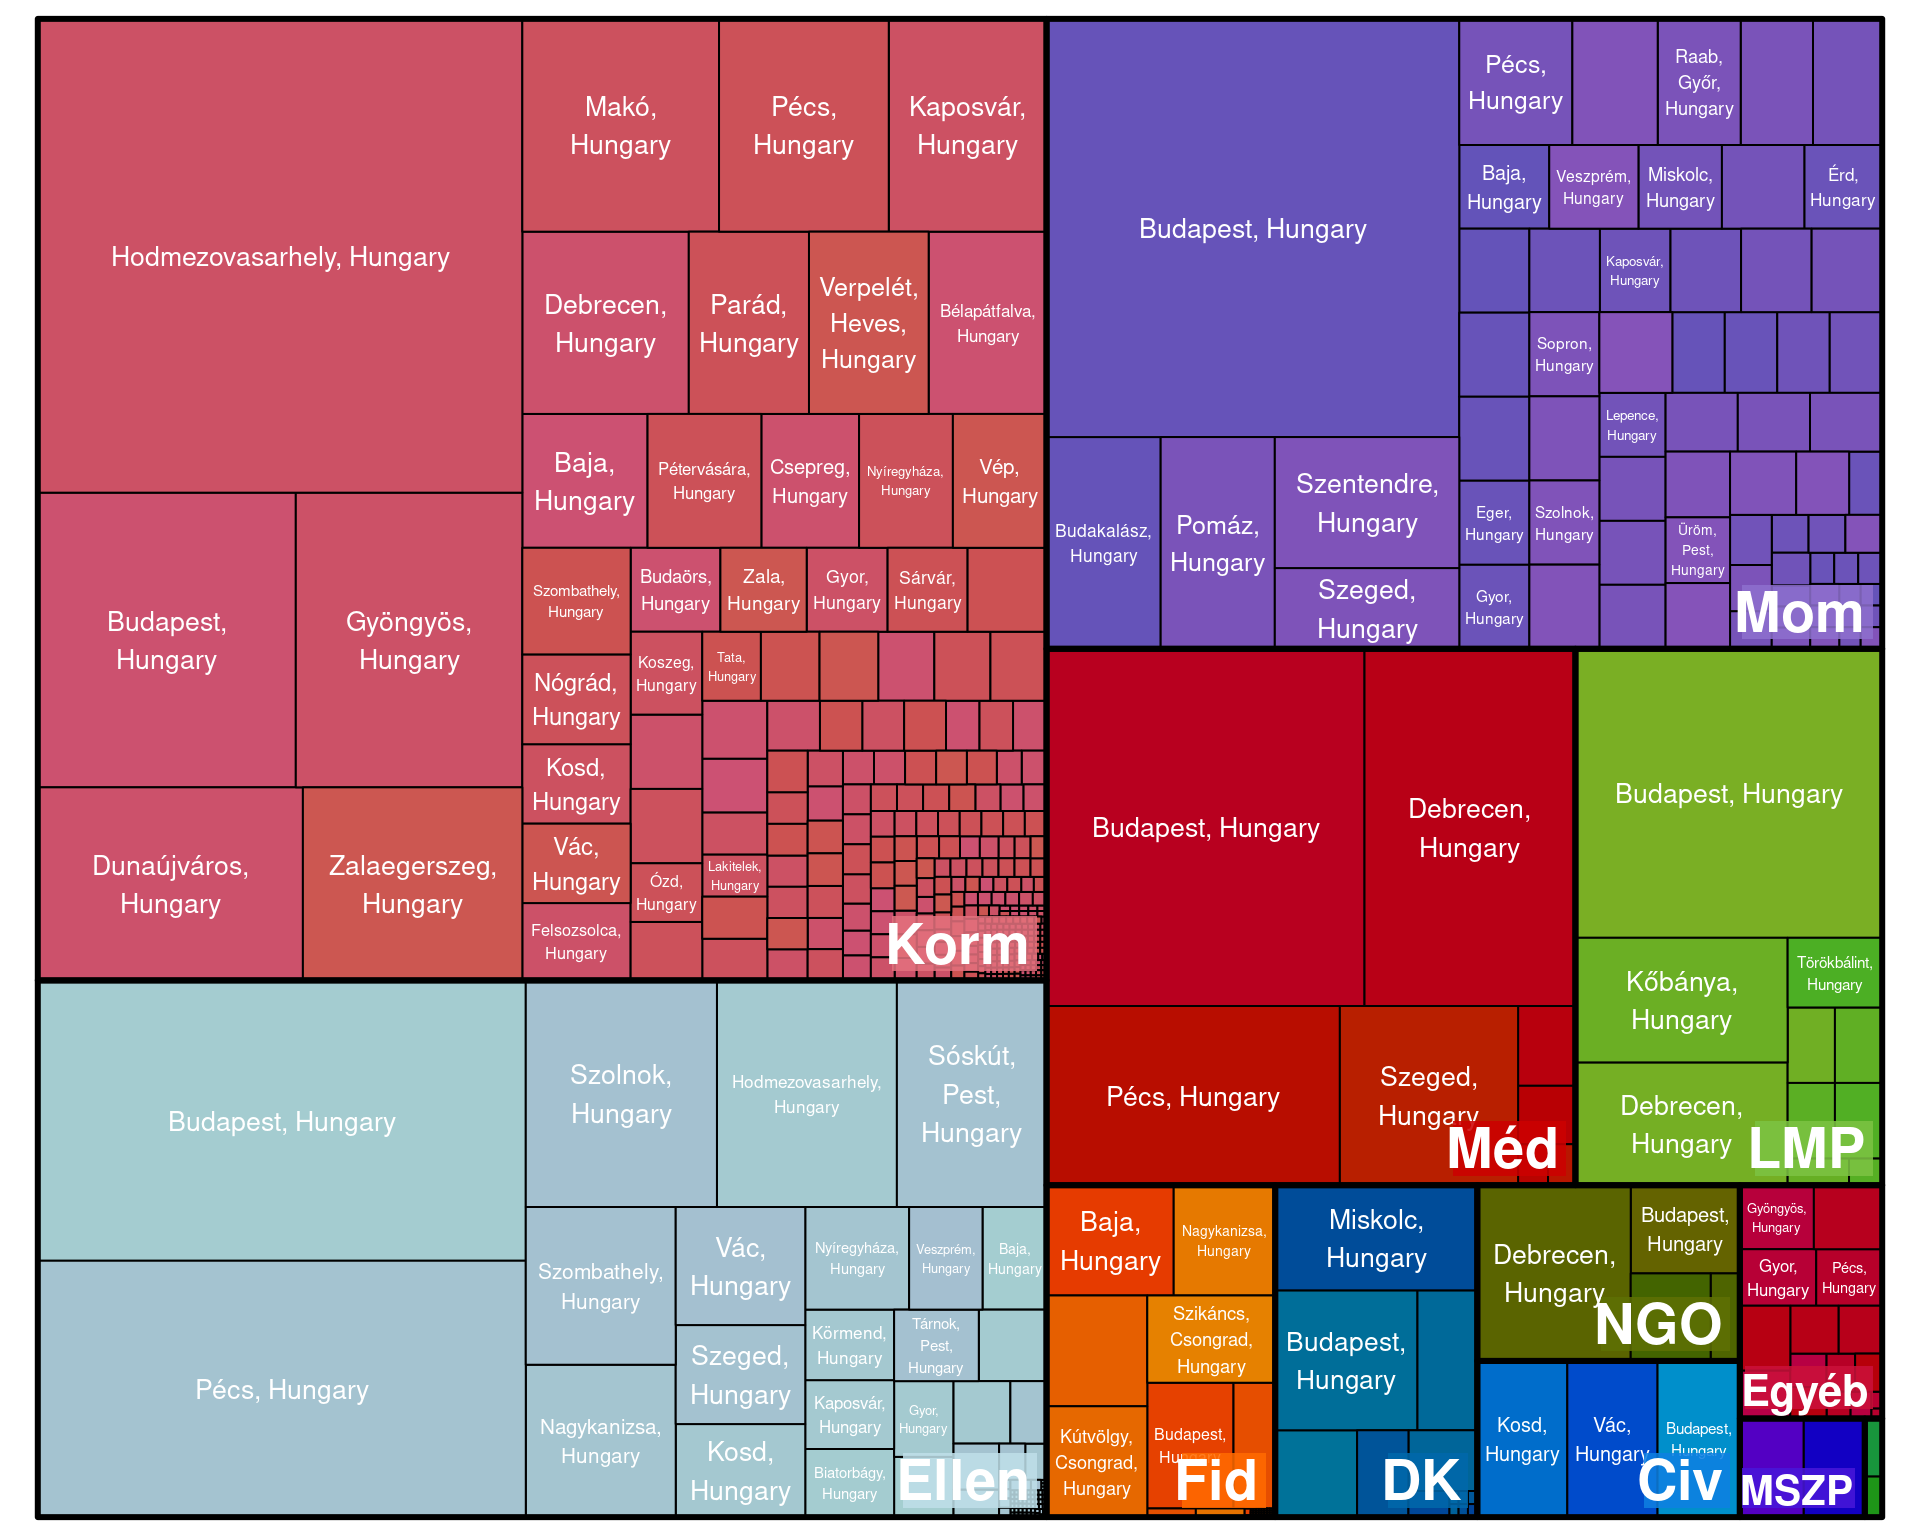 Hodmezovasarhely, Hungary
Makó,
Hungary
Pécs,
Hungary
Kaposvár,
Hungary
Debrecen,
Hungary
Parád,
Hungary
Verpelét,
Heves,
Hungary
Bélapátfalva,
Hungary
Baja,
Hungary
Pétervására,
Hungary
Csepreg,
Hungary
Nyíregyháza,
Hungary
Vép,
Hungary
Budapest,
Hungary
Gyöngyös,
Hungary
Szombathely,
Hungary
Budaörs,
Hungary
Zala,
Hungary
Gyor,
Hungary
Sárvár,
Hungary
Nógrád,
Hungary
Koszeg,
Hungary
Tata,
Hungary
Kosd,
Hungary
Dunaújváros,
Hungary
Zalaegerszeg,
Hungary
Vác,
Hungary
Ózd,
Hungary
Lakitelek,
Hungary
Felsozsolca,
Hungary
Korm
Budapest, Hungary
Pécs,
Hungary
Raab,
Győr,
Hungary
Baja,
Hungary
Veszprém,
Hungary
Miskolc,
Hungary
Érd,
Hungary
Kaposvár,
Hungary
Sopron,
Hungary
Lepence,
Hungary
Budakalász,
Hungary
Pomáz,
Hungary
Szentendre,
Hungary
Szeged,
Hungary
Eger,
Hungary
Szolnok,
Hungary
Üröm,
Pest,
Hungary
Gyor,
Hungary
Mom
Budapest, Hungary
Debrecen,
Hungary
Pécs, Hungary
Szeged,
Hungary
Méd
Budapest, Hungary
Kőbánya,
Hungary
Törökbálint,
Hungary
Debrecen,
Hungary
LMP
Budapest, Hungary
Pécs, Hungary
Szolnok,
Hungary
Hodmezovasarhely,
Hungary
Sóskút,
Pest,
Hungary
Szombathely,
Hungary
Vác,
Hungary
Nyíregyháza,
Hungary
Veszprém,
Hungary
Baja,
Hungary
Szeged,
Hungary
Körmend,
Hungary
Tárnok,
Pest,
Hungary
Nagykanizsa,
Hungary
Kaposvár,
Hungary
Gyor,
Hungary
Kosd,
Hungary
Biatorbágy,
Hungary
Ellen
Baja,
Hungary
Nagykanizsa,
Hungary
Szikáncs,
Csongrad,
Hungary
Kútvölgy,
Csongrad,
Hungary
Budapest,
Hungary
Fid
Miskolc,
Hungary
Budapest,
Hungary
DK
Debrecen,
Hungary
Budapest,
Hungary
NGO
Kosd,
Hungary
Vác,
Hungary
Budapest,
Hungary
Civ
Gyöngyös,
Hungary
Gyor,
Hungary
Pécs,
Hungary
Egyéb
MSZP